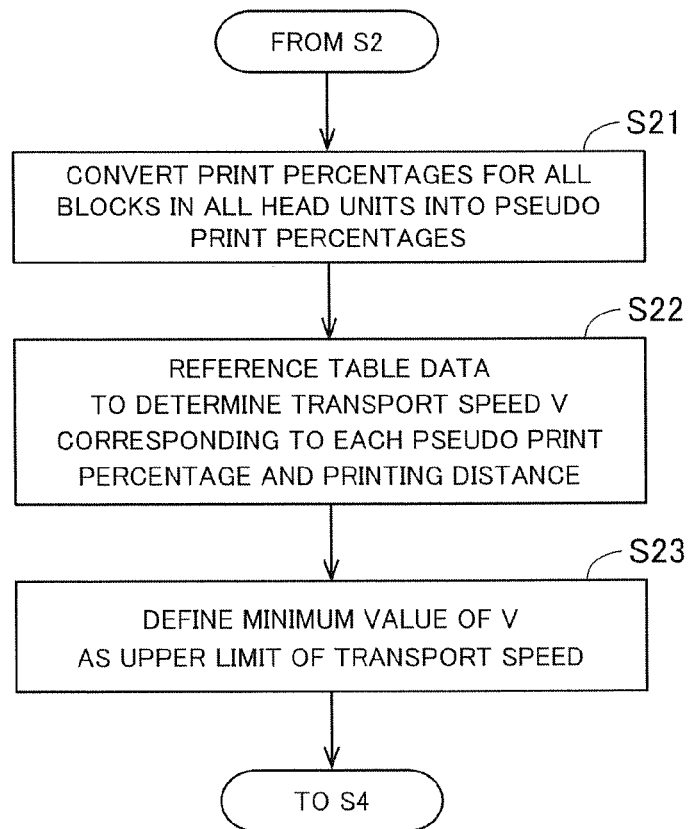 FROM S2
S21
CONVERT PRINT PERCENTAGES FOR ALL
BLOCKS IN ALL HEAD UNITS INTO PSEUDO
PRINT PERCENTAGES
S22
REFERENCE TABLE DATA
TO DETERMINE TRANSPORT SPEED V
CORRESPONDING TO EACH PSEUDO PRINT
PERCENTAGE AND PRINTING DISTANCE
S23
DEFINE MINIMUM VALUE OF V
AS UPPER LIMIT OF TRANSPORT SPEED
TO S4